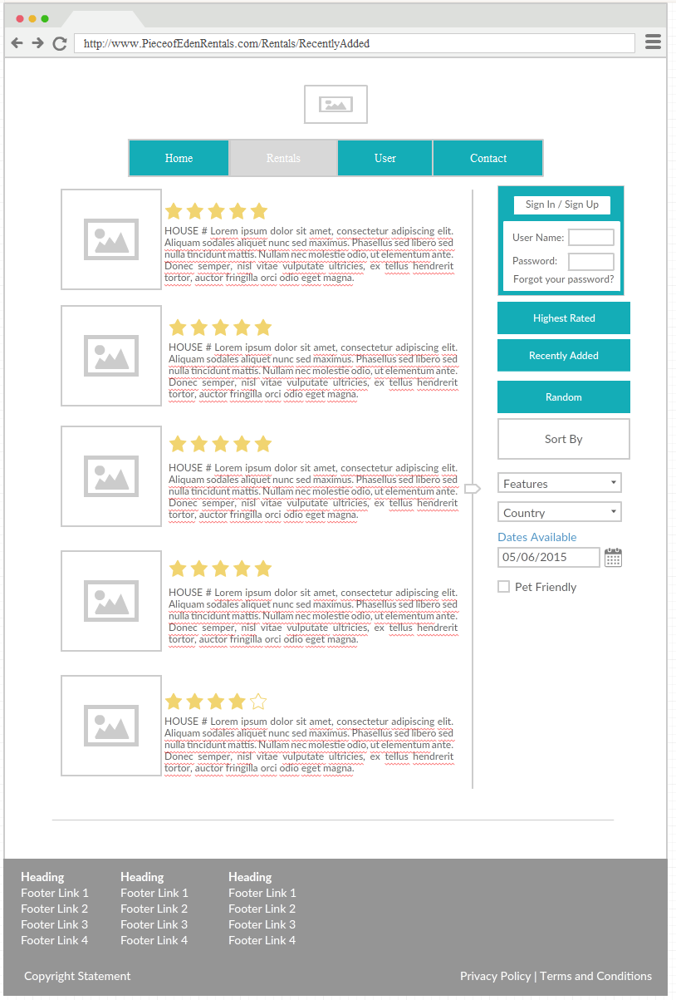 http://www.PieceofEdenRentals.com/Rentals/RecentlyAdded
Home Rentals User Contact
HOUSE # Lorem ipsum dolor sit amet, consectetur adipiscing elit.
Aliquam sodales aliquet nunc sed maximus. Phasellus sed libero sed
nulla tincidunt mattis. Nullam nec molestie odio, ut elementum ante.
Donec semper, nisl vitae vulputate ultricies, ex tellus hendrerit
tortor, auctor fringilla orci odio eget magna.
HOUSE # Lorem ipsum dolor sit amet, consectetur adipiscing elit.
Aliquam sodales aliquet nunc sed maximus. Phasellus sed libero sed
nulla tincidunt mattis. Nullam nec molestie odio, ut elementum ante.
Donec semper, nisl vitae vulputate ultricies, ex tellus hendrerit
tortor, auctor fringilla orci odio eget magna.
HOUSE # Lorem ipsum dolor sit amet, consectetur adipiscing elit.
Aliquam sodales aliquet nunc sed maximus. Phasellus sed libero sed
nulla tincidunt mattis. Nullam nec molestie odio, ut elementum ante.
Donec semper, nisl vitae vulputate ultricies, ex tellus hendrerit
tortor, auctor fringilla orci odio eget magna.
HOUSE # Lorem ipsum dolor sit amet, consectetur adipiscing elit.
Aliquam sodales aliquet nunc sed maximus. Phasellus sed libero sed
nulla tincidunt mattis. Nullam nec molestie odio, ut elementum ante.
Donec semper, nisl vitae vulputate ultricies, ex tellus hendrerit
tortor, auctor fringilla orci odio eget magna.
HOUSE # Lorem ipsum dolor sit amet, consectetur adipiscing elit.
Aliquam sodales aliquet nunc sed maximus. Phasellus sed libero sed
nulla tincidunt mattis. Nullam nec molestie odio, ut elementum ante.
Donec semper, nisl vitae vulputate ultricies, ex tellus hendrerit
tortor, auctor fringilla orci odio eget magna.
Sign In / Sign Up
User Name:
Password:
Forgot your password?
Highest Rated
Recently Added
Random
Sort By
Features
Country
Dates Available
05/06/2015
Pet Friendly
Heading
Footer Link 1
Footer Link 2
Footer Link 3
Footer Link 4
Heading
Footer Link 1
Footer Link 2
Footer Link 3
Footer Link 4
Heading
Footer Link 1
Footer Link 2
Footer Link 3
Footer Link 4
Copyright Statement
Privacy Policy | Terms and Conditions